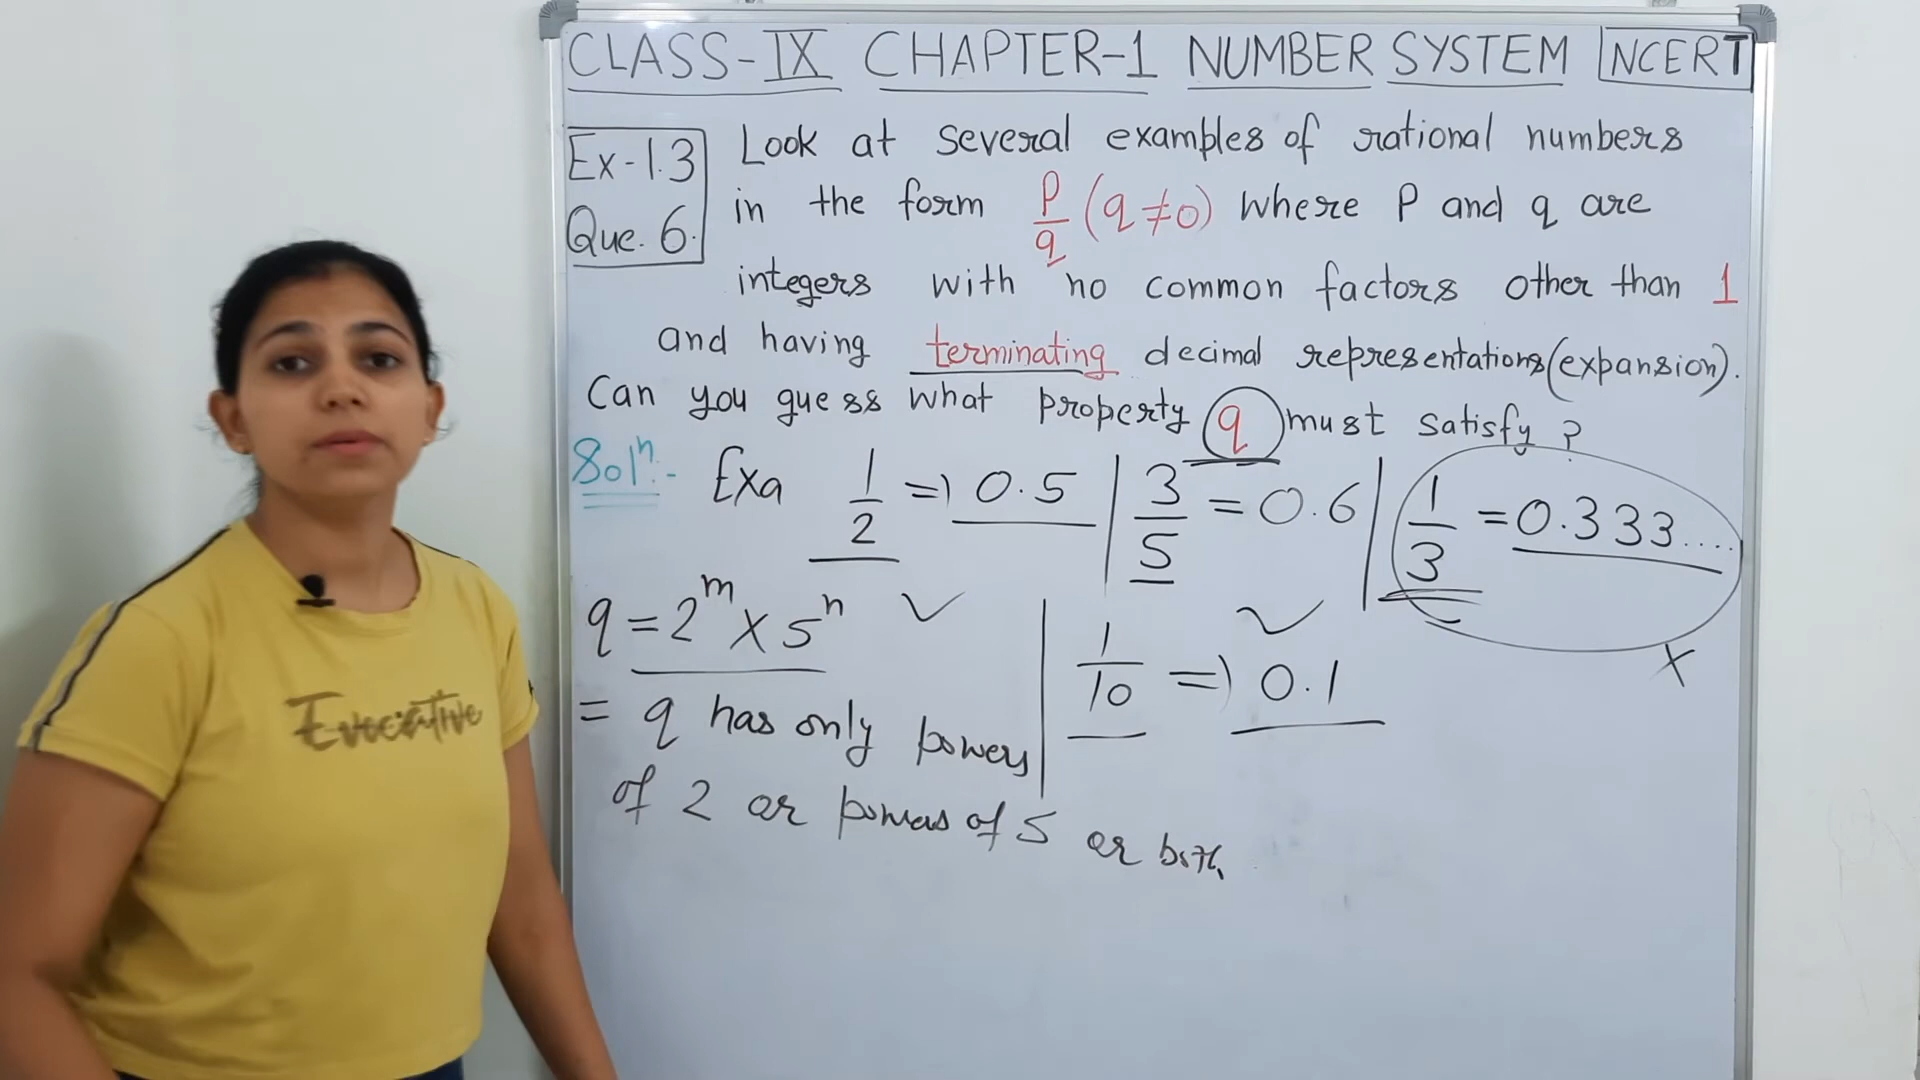 CLASS-IX CHAPTER-1 NUMBER SYSTEM NCERT
Ex-1.3
Que. 6.
Look at several examples of rational numbers
in the form p/q (q≠0) where P and q are
integers with no common factors other than 1
and having terminating decimal representations (expansion).
Can you guess what property q must satisfy?
Solⁿ:- Exa 1/2 => 0.5 | 3/5 = 0.6 | 1/3 = 0.333....
q = 2^m × 5^n ✓ ✓ x
1/10 => 0.1
= q has only powers
of 2 or powers of 5 or both
Evocative